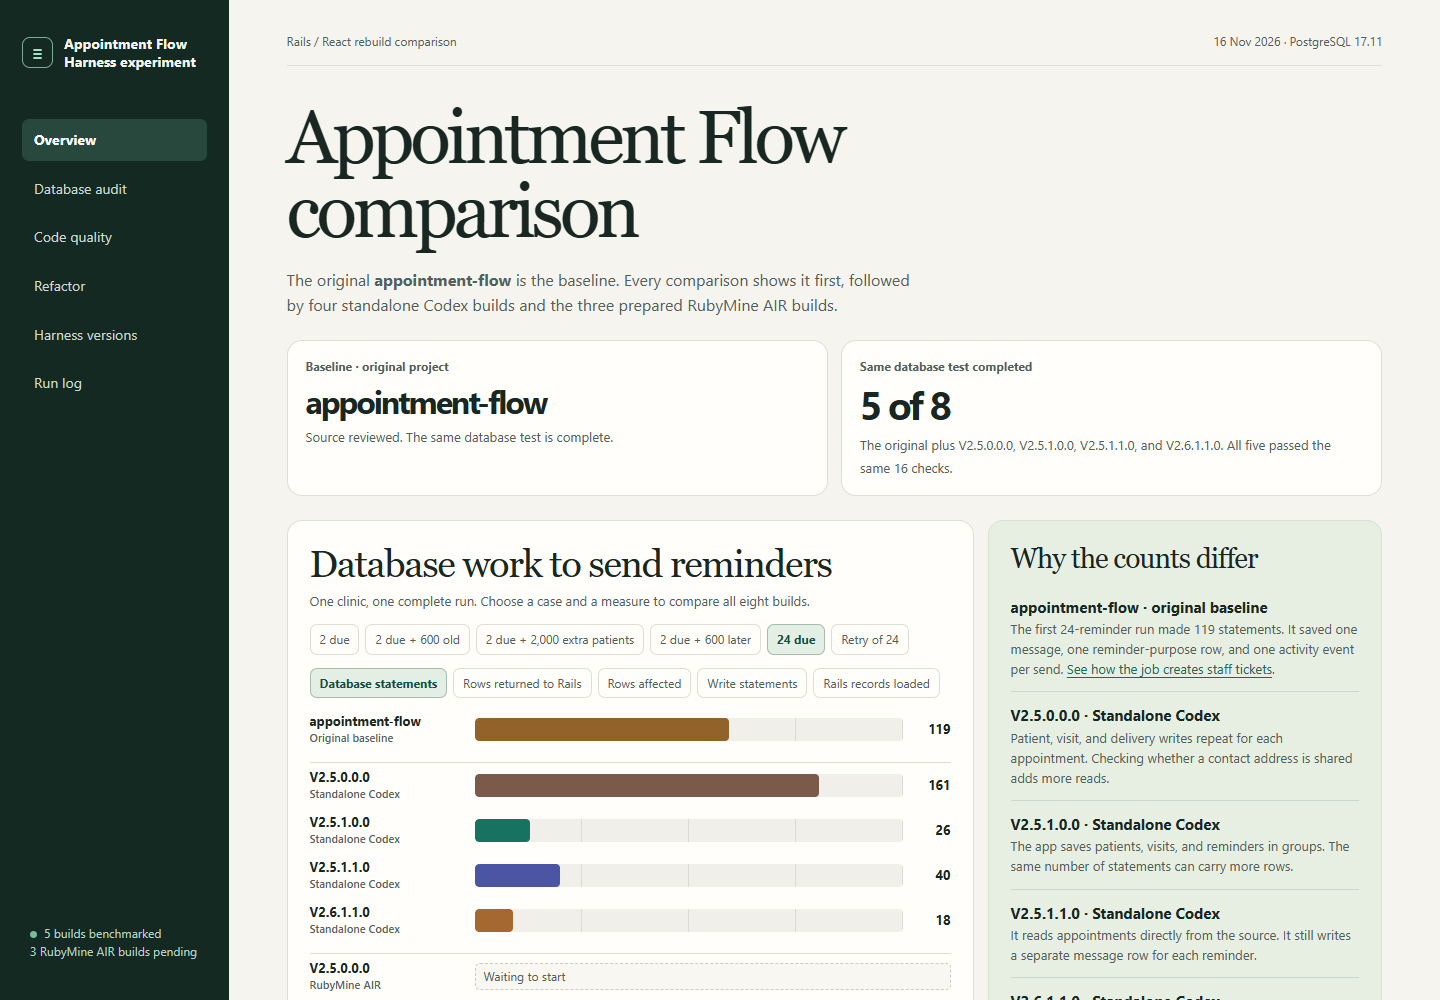 Appointment Flow
Harness experiment
Overview
Database audit
Code quality
Refactor
Harness versions
Run log
5 builds benchmarked
3 RubyMine AIR builds pending
Rails / React rebuild comparison
16 Nov 2026 · PostgreSQL 17.11
Appointment Flow
comparison
The original appointment-flow is the baseline. Every comparison shows it first, followed
by four standalone Codex builds and the three prepared RubyMine AIR builds.
Baseline · original project
appointment-flow
Source reviewed. The same database test is complete.
Same database test completed
5 of 8
The original plus V2.5.0.0.0, V2.5.1.0.0, V2.5.1.1.0, and V2.6.1.1.0. All five passed the
same 16 checks.
Database work to send reminders
One clinic, one complete run. Choose a case and a measure to compare all eight builds.
2 due
2 due + 600 old
2 due + 2,000 extra patients
2 due + 600 later
24 due
Retry of 24
Database statements
Rows returned to Rails
Rows affected
Write statements
Rails records loaded
appointment-flow
Original baseline
119
V2.5.0.0.0
Standalone Codex
161
V2.5.1.0.0
Standalone Codex
26
V2.5.1.1.0
Standalone Codex
40
V2.6.1.1.0
Standalone Codex
18
V2.5.0.0.0
RubyMine AIR
Waiting to start
Why the counts differ
appointment-flow · original baseline
The first 24-reminder run made 119 statements. It saved one
message, one reminder-purpose row, and one activity event
per send. See how the job creates staff tickets.
V2.5.0.0.0 · Standalone Codex
Patient, visit, and delivery writes repeat for each
appointment. Checking whether a contact address is shared
adds more reads.
V2.5.1.0.0 · Standalone Codex
The app saves patients, visits, and reminders in groups. The
same number of statements can carry more rows.
V2.5.1.1.0 · Standalone Codex
It reads appointments directly from the source. It still writes
a separate message row for each reminder.
V2.6.1.1.0 · Standalone Codex